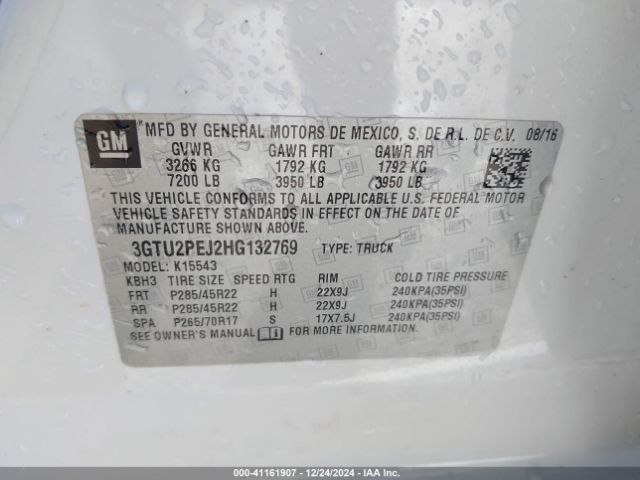 GM *MFD BY GENERAL MOTORS DE MEXICO, S. DE R.L. DE C.V. 08/16
GVWR GAWR FRT GAWR RR
3266 KG 1792 KG 1792 KG
7200 LB 3950 LB 3950 LB
THIS VEHICLE CONFORMS TO ALL APPLICABLE U.S. FEDERAL MOTOR
VEHICLE SAFETY STANDARDS IN EFFECT ON THE DATE OF
MANUFACTURE SHOWN ABOVE.
3GTU2PEJ2HG132769 TYPE: TRUCK
MODEL: K15543
KBH3 TIRE SIZE SPEED RTG RIM COLD TIRE PRESSURE
FRT P285/45R22 H 22X9J 240KPA(35PSI)
RR P285/45R22 H 22X9J 240KPA(35PSI)
SPA P265/70R17 S 17X7.5J 240KPA(35PSI)
SEE OWNER'S MANUAL
000-41161907 - 12/24/2024 - IAA Inc.